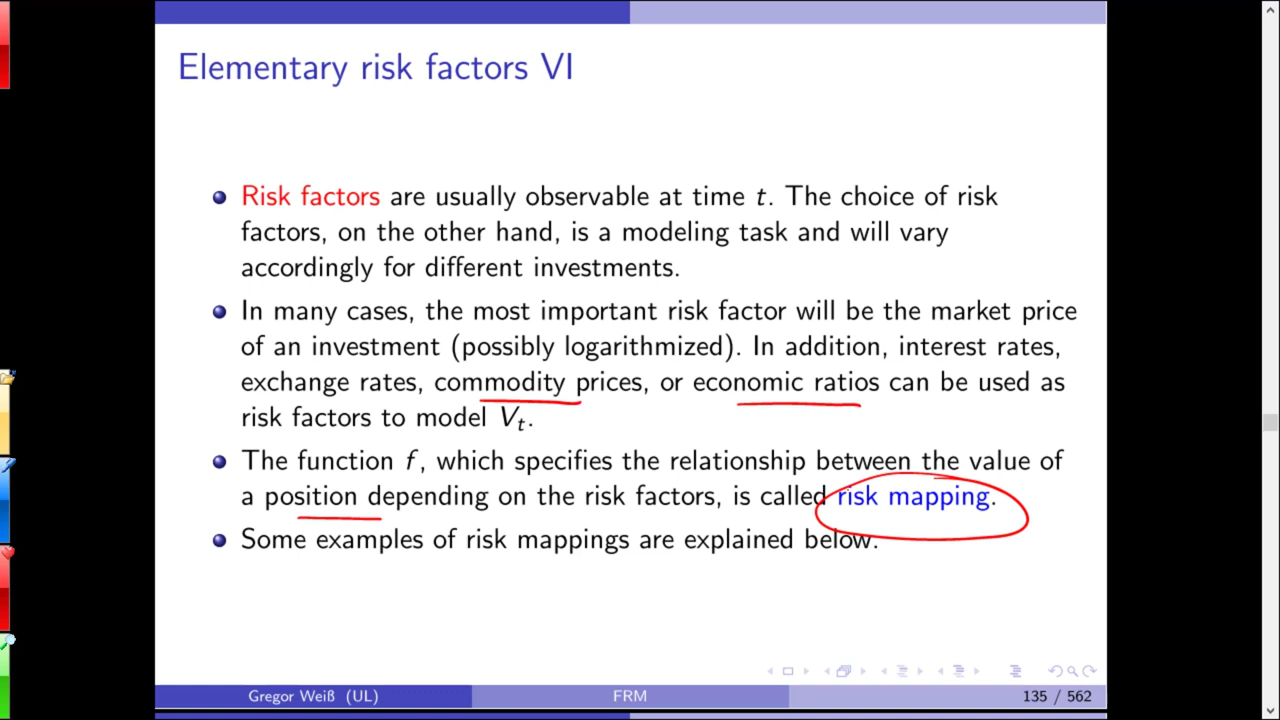 Elementary risk factors VI
Risk factors are usually observable at time t. The choice of risk
factors, on the other hand, is a modeling task and will vary
accordingly for different investments.
In many cases, the most important risk factor will be the market price
of an investment (possibly logarithmized). In addition, interest rates,
exchange rates, commodity prices, or economic ratios can be used as
risk factors to model Vt.
The function f, which specifies the relationship between the value of
a position depending on the risk factors, is called risk mapping.
Some examples of risk mappings are explained below.
Gregor Weiß (UL) FRM 135 / 562